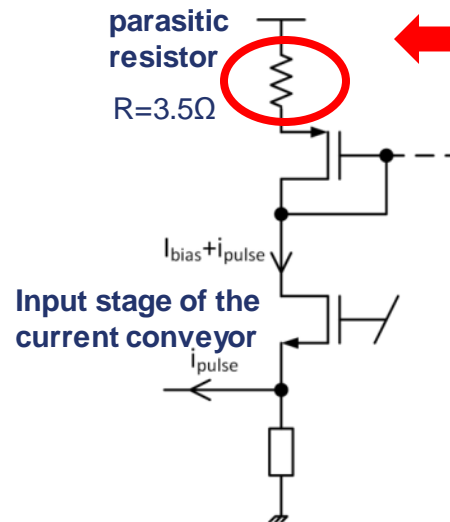 parasitic
resistor
R=3.5Ω
Ibias+ipulse
Input stage of the
current conveyor
ipulse